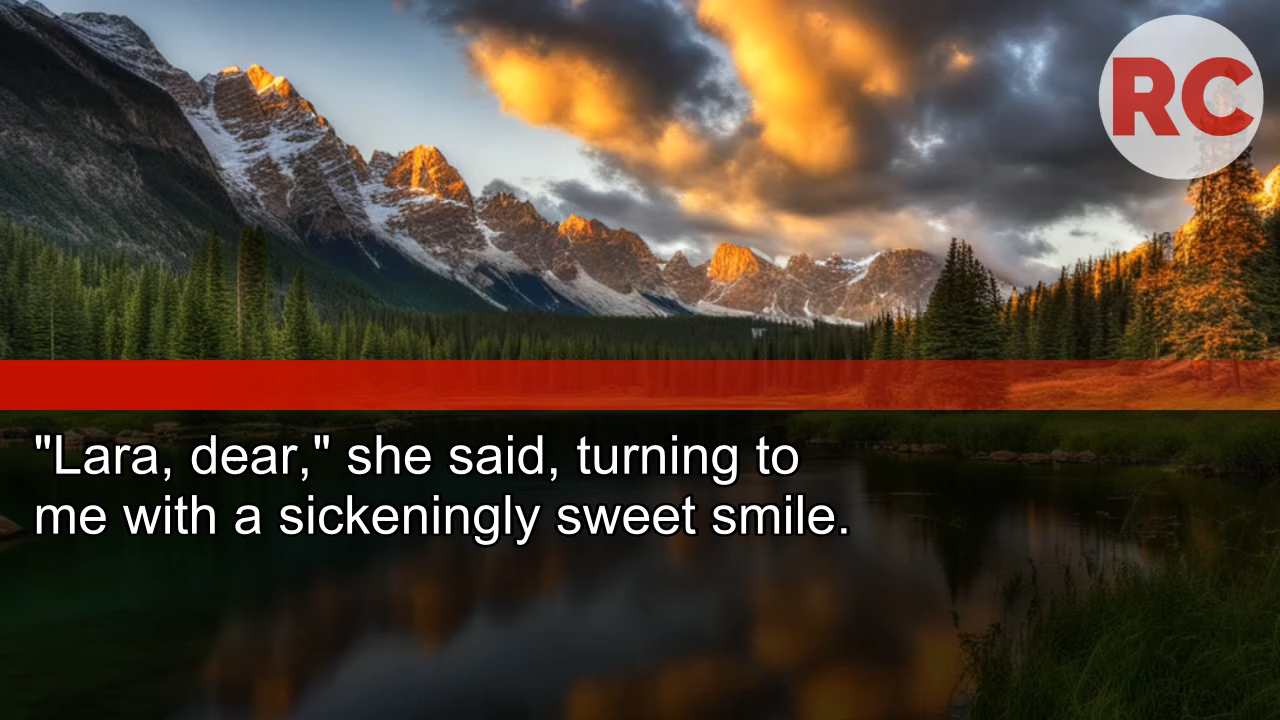 RC
"Lara, dear," she said, turning to
me with a sickeningly sweet smile.